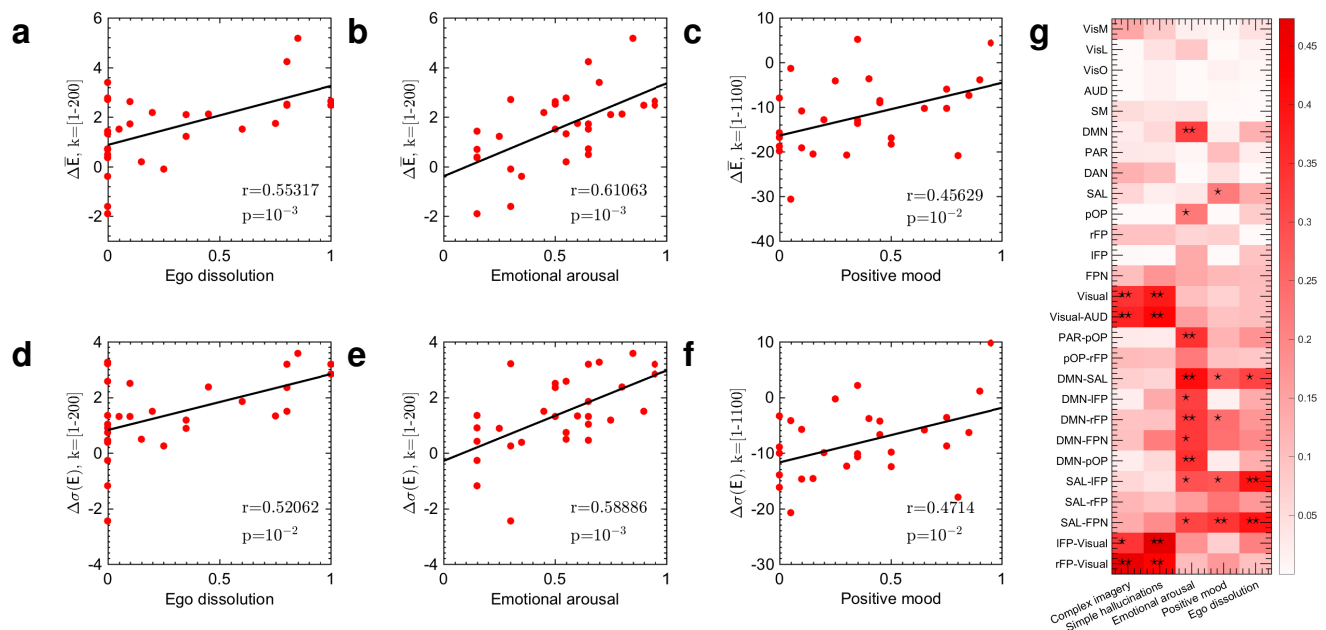 a
ΔE̅, k=[1-200]
4
2
0
-2
6
r=0.55317
p=10⁻³
0
0.5
1
Ego dissolution
b
ΔE̅, k=[1-200]
6
4
2
0
-2
r=0.61063
p=10⁻³
0
0.5
1
Emotional arousal
c
ΔE̅, k=[1-1100]
10
0
-10
-20
-30
-40
r=0.45629
p=10⁻²
0
0.5
1
Positive mood
d
Δσ(E), k=[1-200]
4
2
0
-2
-4
r=0.52062
p=10⁻²
0
0.5
1
Ego dissolution
e
Δσ(E), k=[1-200]
4
2
0
-2
-4
r=0.58886
p=10⁻³
0
0.5
1
Emotional arousal
f
Δσ(E), k=[1-1100]
10
0
-10
-20
-30
r=0.4714
p=10⁻²
0
0.5
1
Positive mood
g
VisM
VisL
VisO
AUD
SM
DMN **
PAR
DAN
SAL *
pOP *
rFP
lFP
FPN
Visual ** **
Visual-AUD ** **
PAR-pOP **
pOP-rFP
DMN-SAL ** * *
DMN-lFP *
DMN-rFP ** *
DMN-FPN *
DMN-pOP **
SAL-lFP * * **
SAL-rFP
SAL-FPN * ** **
lFP-Visual * **
rFP-Visual ** **
Complex imagery
Simple hallucinations
Emotional arousal
Positive mood
Ego dissolution
0.45
0.4
0.35
0.3
0.25
0.2
0.15
0.1
0.05